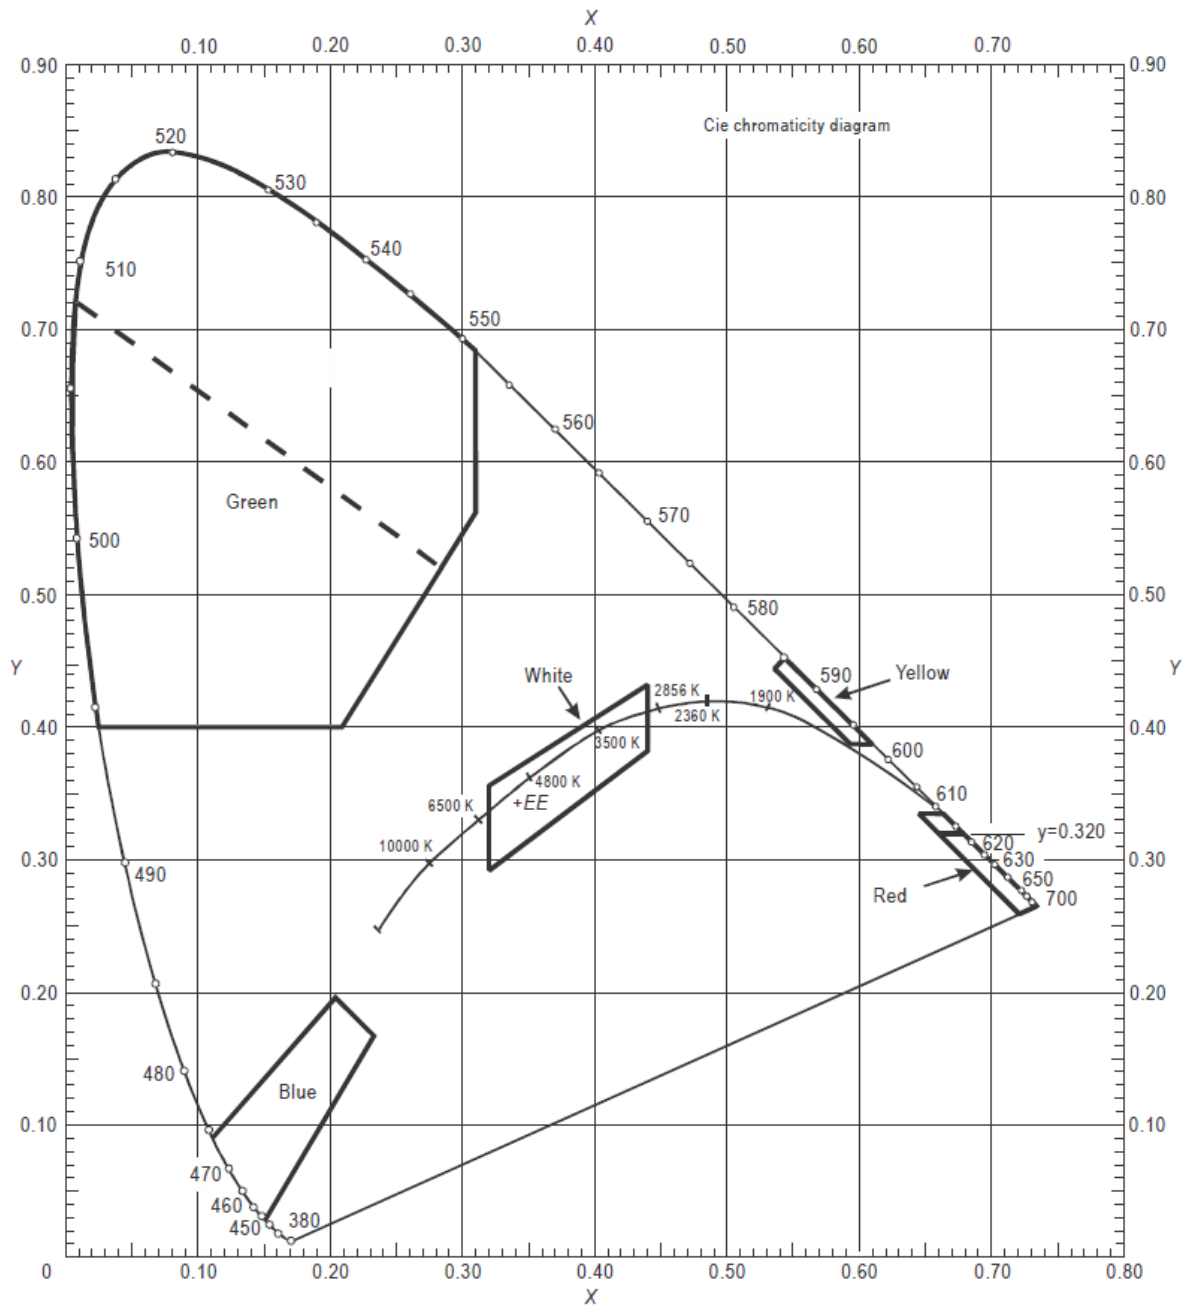 X
0.10 0.20 0.30 0.40 0.50 0.60 0.70
0.90 0.90
Cie chromaticity diagram
520
530
0.80 0.80
540
510
550
0.70 0.70
560
0.60 0.60
Green
570
500
0.50 0.50
580
Y Y
White
590
Yellow
2856 K
1900 K
2360 K
0.40 0.40
3500 K
600
4800 K
610
+EE
6500 K
y=0.320
10000 K
620
0.30 0.30
630
490
650
Red
700
0.20 0.20
480
Blue
0.10 0.10
470
460
450
380
0 0.10 0.20 0.30 0.40 0.50 0.60 0.70 0.80
X